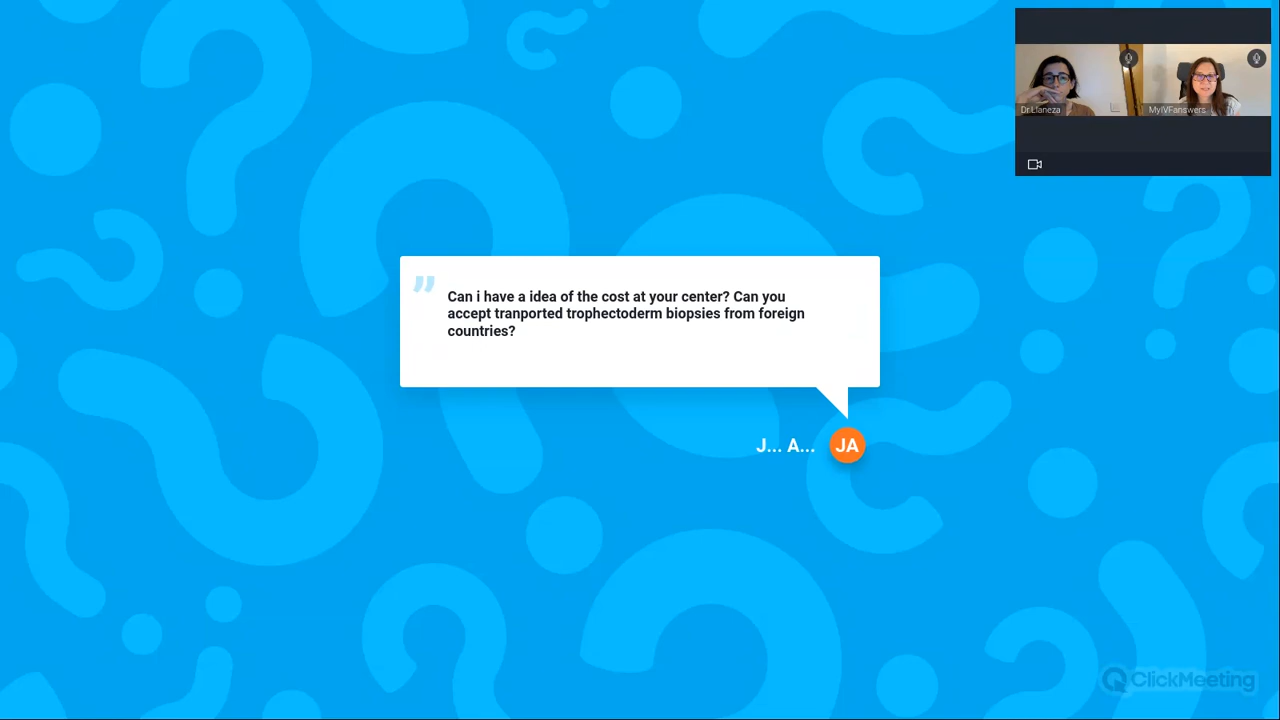 Dr Llaneza
MyIVFanswers
”
Can i have a idea of the cost at your center? Can you
accept tranported trophectoderm biopsies from foreign
countries?
J... A...
JA
ClickMeeting